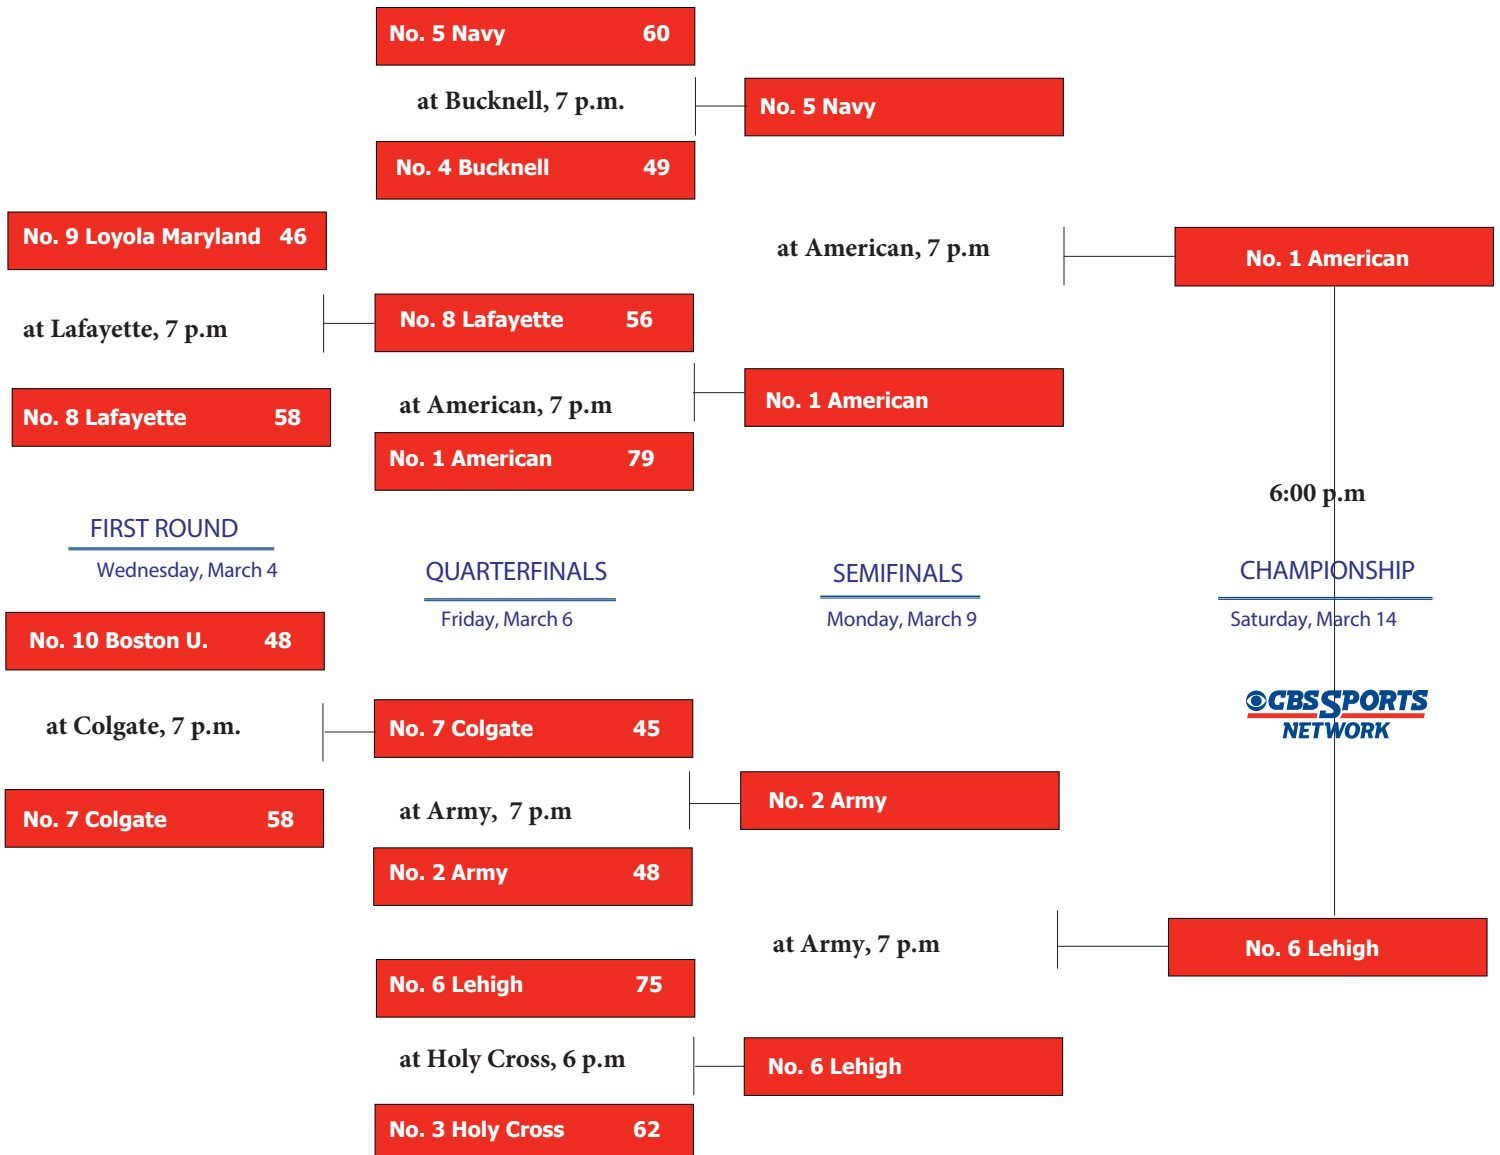 No. 5 Navy 60
at Bucknell, 7 p.m.
No. 5 Navy
No. 4 Bucknell 49
No. 9 Loyola Maryland 46
at American, 7 p.m
No. 1 American
at Lafayette, 7 p.m
No. 8 Lafayette 56
No. 8 Lafayette 58
at American, 7 p.m
No. 1 American
No. 1 American 79
6:00 p.m
FIRST ROUND
Wednesday, March 4
QUARTERFINALS
Friday, March 6
SEMIFINALS
Monday, March 9
CHAMPIONSHIP
Saturday, March 14
No. 10 Boston U. 48
at Colgate, 7 p.m.
No. 7 Colgate 45
CBS SPORTS
NETWORK
No. 7 Colgate 58
at Army, 7 p.m
No. 2 Army
No. 2 Army 48
at Army, 7 p.m
No. 6 Lehigh
No. 6 Lehigh 75
at Holy Cross, 6 p.m
No. 6 Lehigh
No. 3 Holy Cross 62